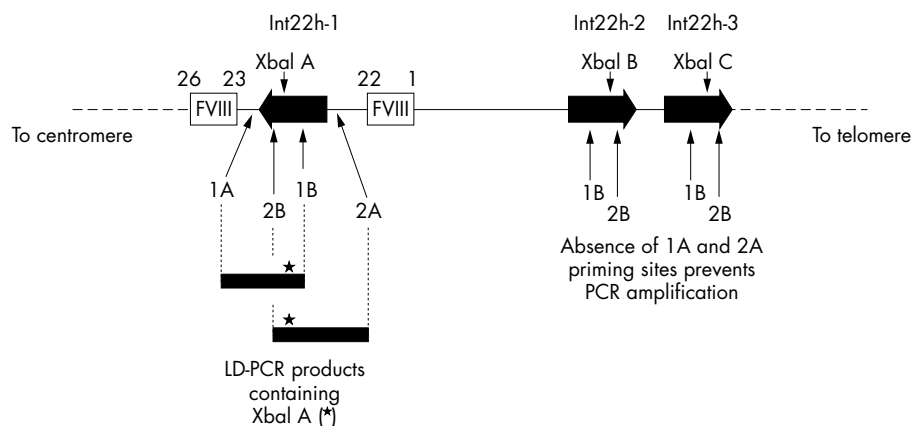 Int22h-1 Int22h-2 Int22h-3
XbaI A XbaI B XbaI C
26 23 22 1
FVIII FVIII
To centromere To telomere
1A 2B 1B 2A 1B 2B 1B 2B
Absence of 1A and 2A
priming sites prevents
PCR amplification
★
★
LD-PCR products
containing
XbaI A (★)